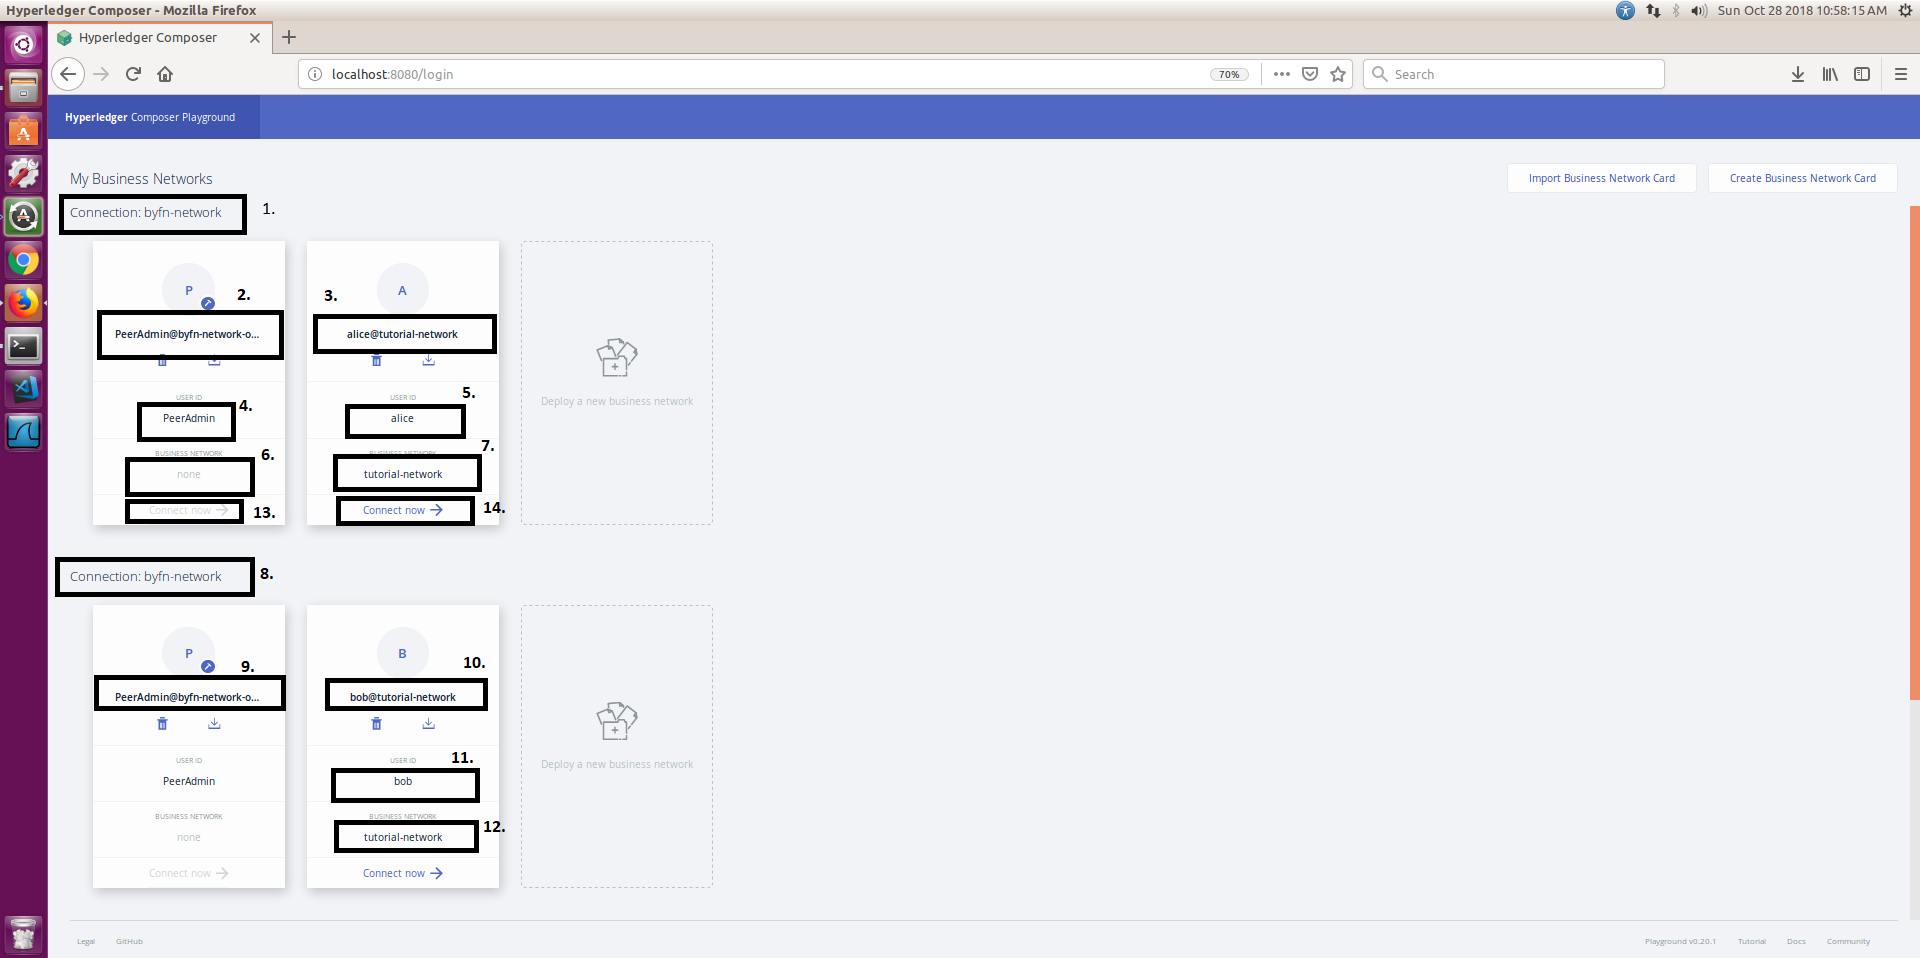 Hyperledger Composer - Mozilla Firefox
Sun Oct 28 2018 10:58:15 AM
Hyperledger Composer
localhost:8080/login
70%
Search
Hyperledger Composer Playground
My Business Networks
Import Business Network Card
Create Business Network Card
Connection: byfn-network
1.
P
2.
PeerAdmin@byfn-network-o...
USER ID
4.
PeerAdmin
BUSINESS NETWORK
6.
none
Connect now
13.
A
3.
alice@tutorial-network
USER ID
5.
alice
BUSINESS NETWORK
7.
tutorial-network
Connect now
14.
Deploy a new business network
Connection: byfn-network
8.
P
9.
PeerAdmin@byfn-network-o...
USER ID
PeerAdmin
BUSINESS NETWORK
none
Connect now
B
10.
bob@tutorial-network
USER ID
11.
bob
BUSINESS NETWORK
12.
tutorial-network
Connect now
Deploy a new business network
Legal
GitHub
Playground v0.20.1
Tutorial
Docs
Community